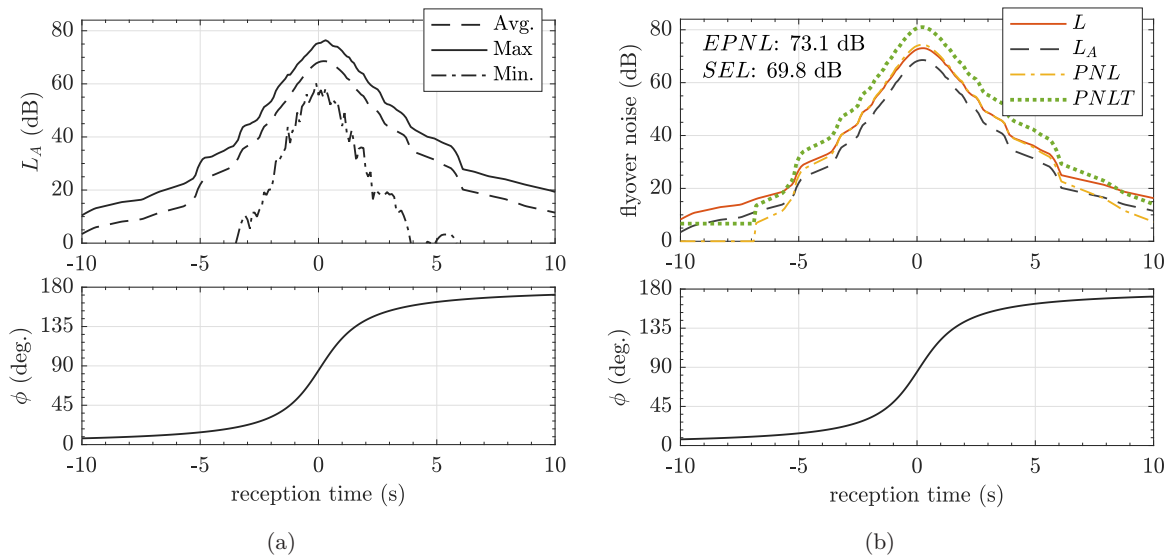 80
60
40
20
0
L_A (dB)
Avg.
Max
Min.
-10 -5 0 5 10
180
135
90
45
0
ϕ (deg.)
-10 -5 0 5 10
reception time (s)
(a)
80
60
40
20
0
flyover noise (dB)
EPNL: 73.1 dB
SEL: 69.8 dB
L
L_A
PNL
PNLT
-10 -5 0 5 10
180
135
90
45
0
ϕ (deg.)
-10 -5 0 5 10
reception time (s)
(b)